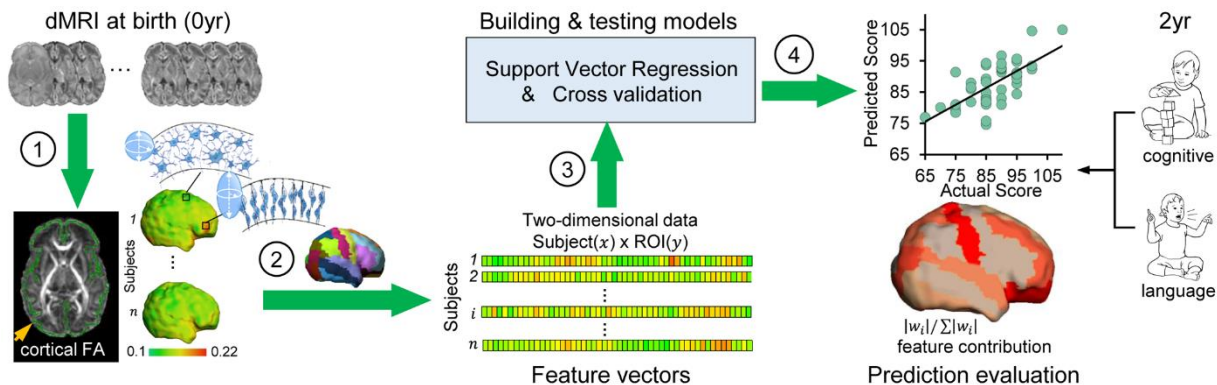 dMRI at birth (0yr)
...
1
Subjects
1
⋮
n
cortical FA
0.1
0.22
2
Two-dimensional data
Subject(x) x ROI(y)
Subjects
1
2
⋮
i
⋮
n
Feature vectors
3
Building & testing models
Support Vector Regression
& Cross validation
4
Predicted Score
105
95
85
75
65
65 75 85 95 105
Actual Score
2yr
cognitive
language
|wᵢ|/∑|wᵢ|
feature contribution
Prediction evaluation